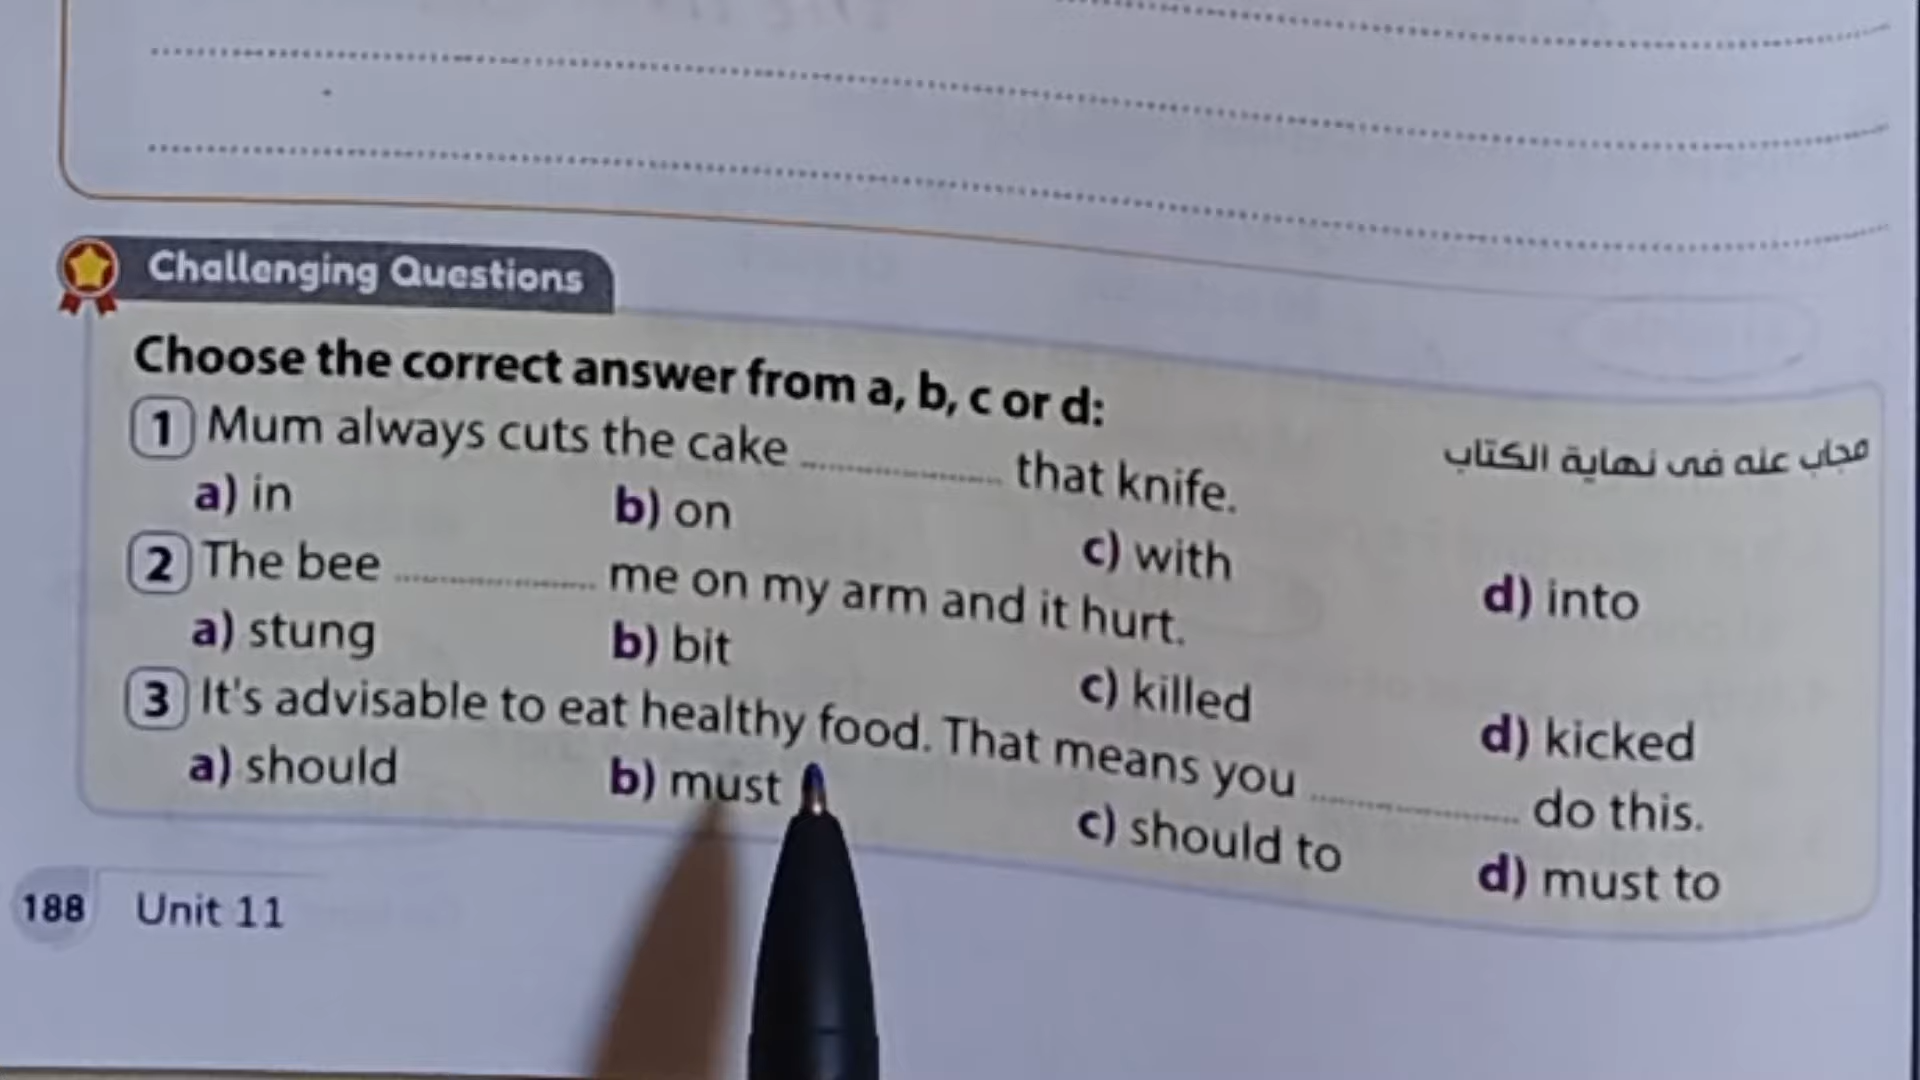 Challenging Questions
Choose the correct answer from a, b, c or d:
مجاب عنه فى نهاية الكتاب
1 Mum always cuts the cake ............ that knife.
a) in b) on c) with d) into
2 The bee ............ me on my arm and it hurt.
a) stung b) bit c) killed d) kicked
3 It's advisable to eat healthy food. That means you ............ do this.
a) should b) must c) should to d) must to
188 Unit 11